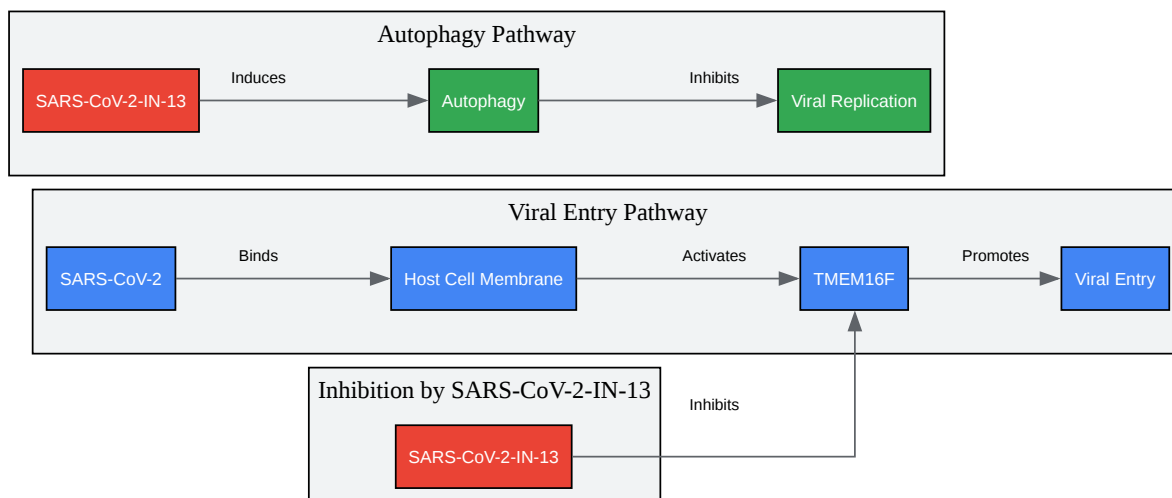 Autophagy Pathway
Induces
Inhibits
SARS-CoV-2-IN-13
Autophagy
Viral Replication
Viral Entry Pathway
Binds
Activates
Promotes
SARS-CoV-2
Host Cell Membrane
TMEM16F
Viral Entry
Inhibition by SARS-CoV-2-IN-13
Inhibits
SARS-CoV-2-IN-13